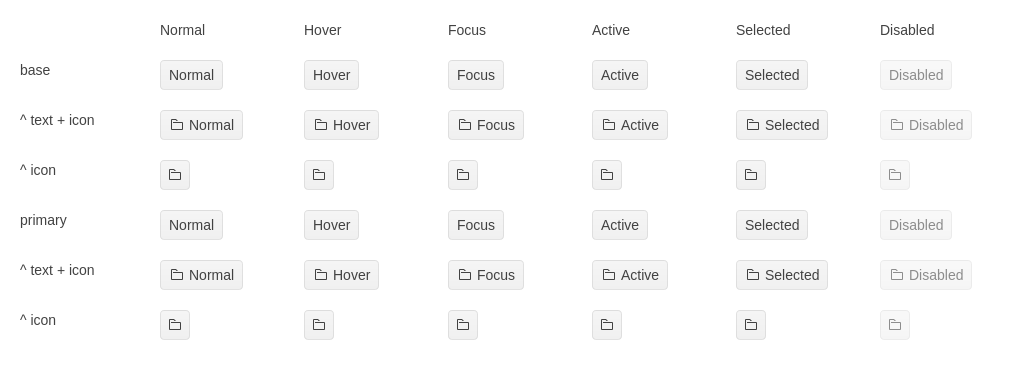 Normal Hover Focus Active Selected Disabled
base Normal Hover Focus Active Selected Disabled
^ text + icon Normal Hover Focus Active Selected Disabled
^ icon
primary Normal Hover Focus Active Selected Disabled
^ text + icon Normal Hover Focus Active Selected Disabled
^ icon